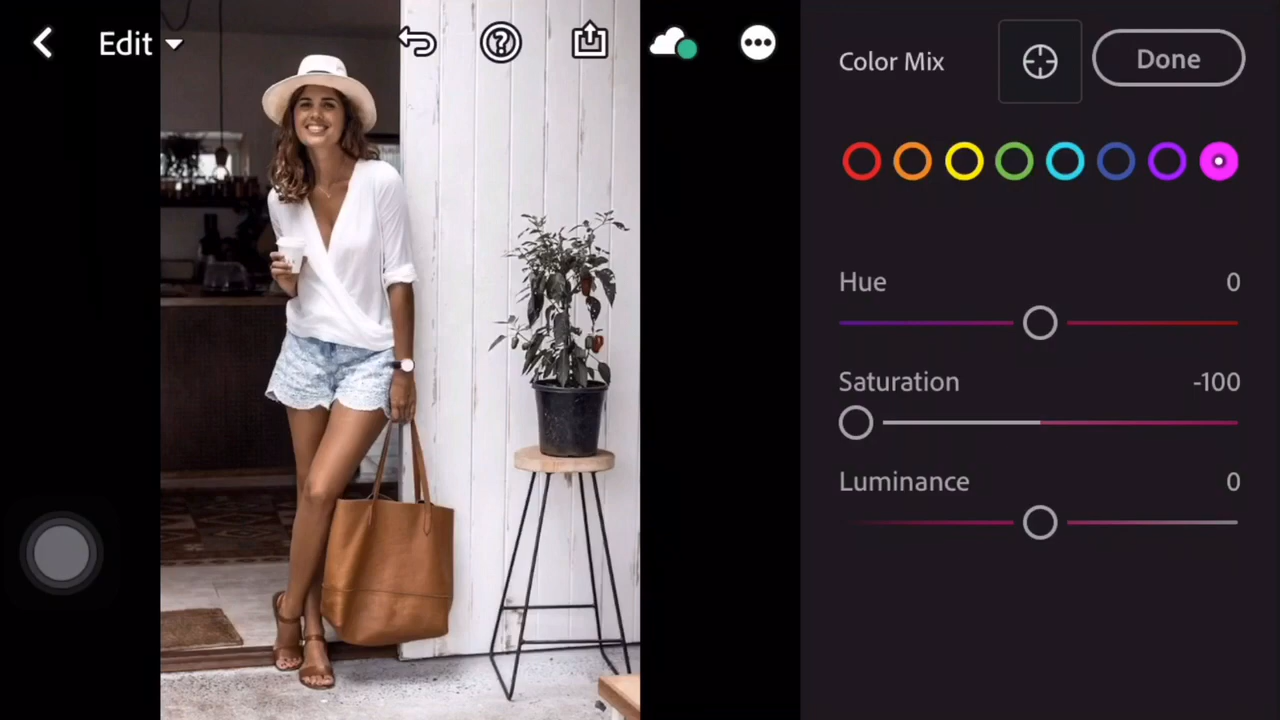 Edit
?
Color Mix
Done
Hue 0
Saturation -100
Luminance 0